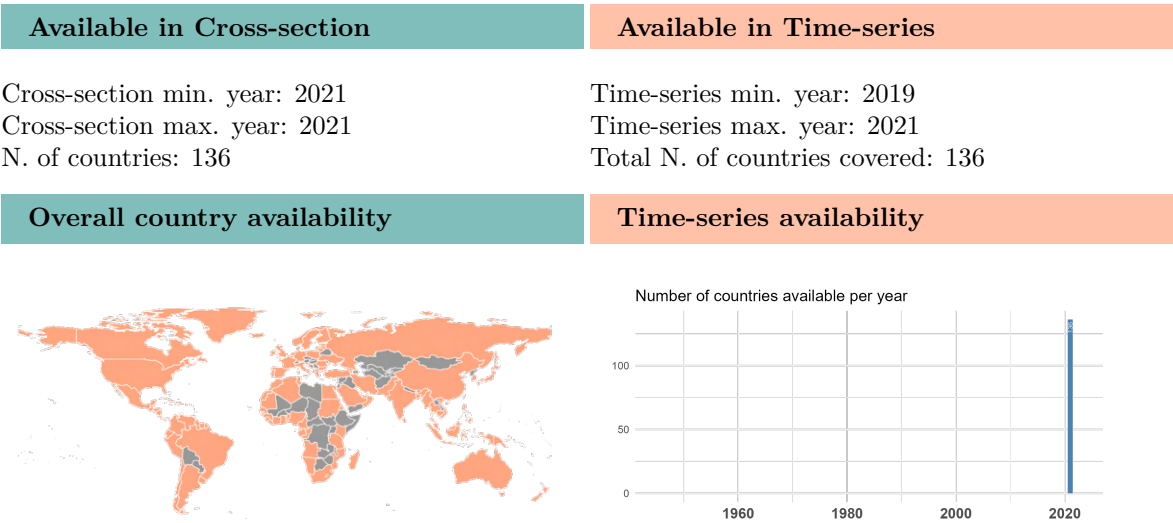 Available in Cross-section
Cross-section min. year: 2021
Cross-section max. year: 2021
N. of countries: 136
Available in Time-series
Time-series min. year: 2019
Time-series max. year: 2021
Total N. of countries covered: 136
Overall country availability
Time-series availability
Number of countries available per year
136
100
50
0
1960
1980
2000
2020